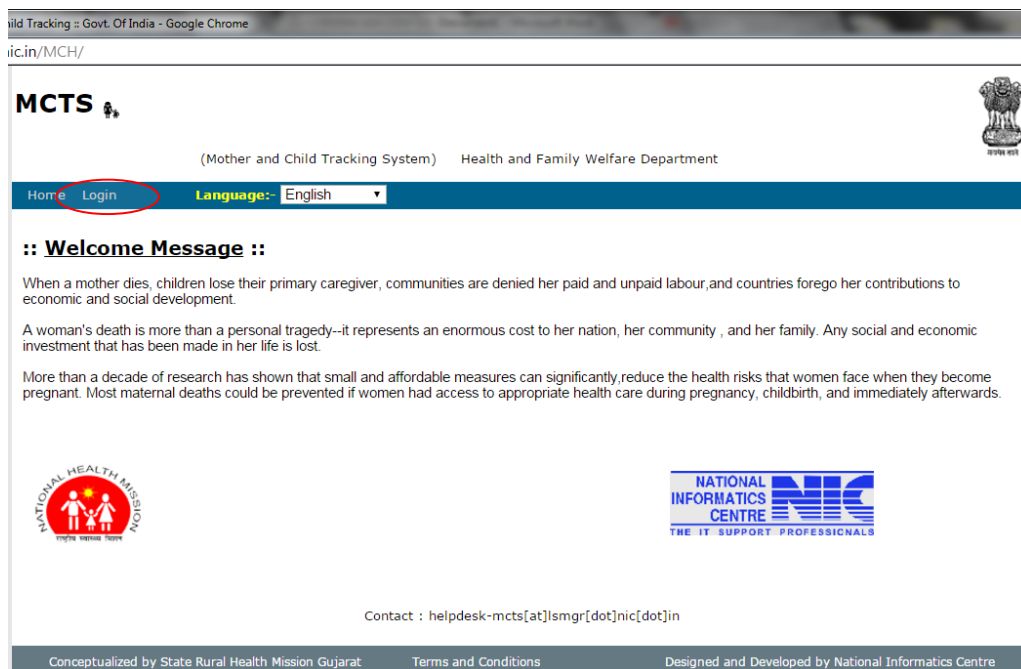 ild Tracking :: Govt. Of India - Google Chrome
nic.in/MCH/
MCTS
(Mother and Child Tracking System) Health and Family Welfare Department
Home Login Language:- English
:: Welcome Message ::
When a mother dies, children lose their primary caregiver, communities are denied her paid and unpaid labour,and countries forego her contributions to
economic and social development.
A woman's death is more than a personal tragedy--it represents an enormous cost to her nation, her community , and her family. Any social and economic
investment that has been made in her life is lost.
More than a decade of research has shown that small and affordable measures can significantly,reduce the health risks that women face when they become
pregnant. Most maternal deaths could be prevented if women had access to appropriate health care during pregnancy, childbirth, and immediately afterwards.
NATIONAL HEALTH MISSION
राष्ट्रीय स्वास्थ्य मिशन
NATIONAL
INFORMATICS
CENTRE
NIC
THE IT SUPPORT PROFESSIONALS
Contact : helpdesk-mcts[at]lsmgr[dot]nic[dot]in
Conceptualized by State Rural Health Mission Gujarat Terms and Conditions Designed and Developed by National Informatics Centre